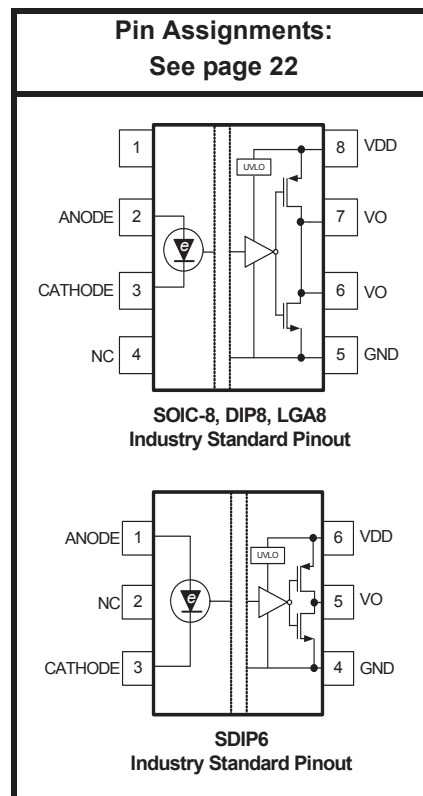 Pin Assignments:
See page 22
1
8 VDD
UVLO
ANODE 2
e
7 VO
CATHODE 3
6 VO
NC 4
5 GND
SOIC-8, DIP8, LGA8
Industry Standard Pinout
ANODE 1
6 VDD
UVLO
NC 2
e
5 VO
CATHODE 3
4 GND
SDIP6
Industry Standard Pinout